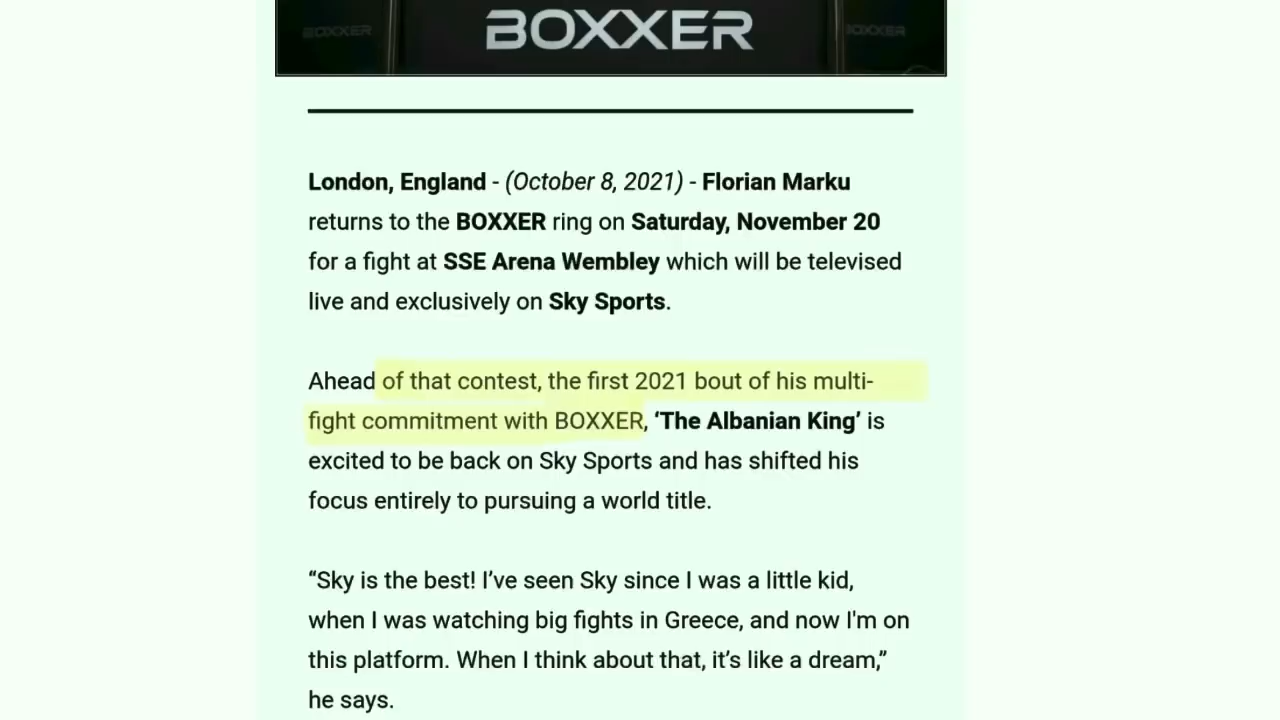 BOXXER
BOXXER
BOXXER
London, England - (October 8, 2021) - Florian Marku
returns to the BOXXER ring on Saturday, November 20
for a fight at SSE Arena Wembley which will be televised
live and exclusively on Sky Sports.
Ahead of that contest, the first 2021 bout of his multi-
fight commitment with BOXXER, ‘The Albanian King’ is
excited to be back on Sky Sports and has shifted his
focus entirely to pursuing a world title.
“Sky is the best! I’ve seen Sky since I was a little kid,
when I was watching big fights in Greece, and now I'm on
this platform. When I think about that, it’s like a dream,”
he says.